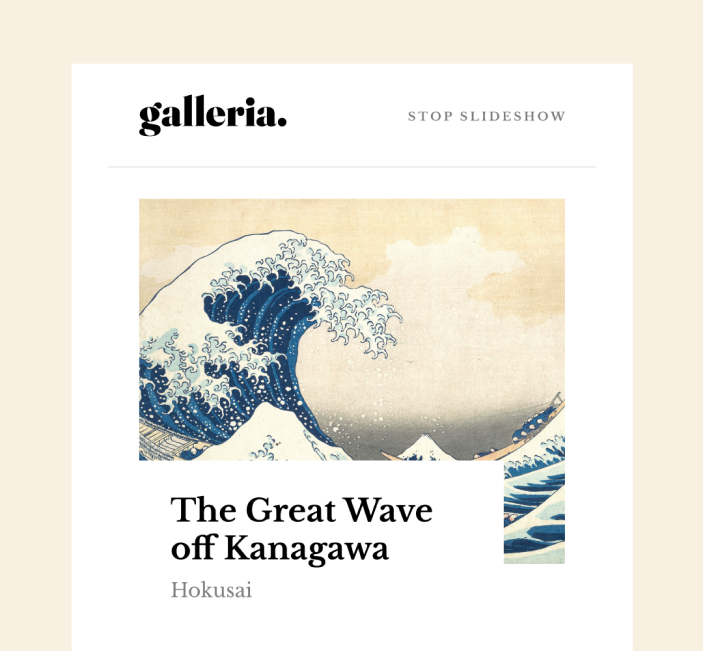 galleria.
STOP SLIDESHOW
The Great Wave
off Kanagawa
Hokusai